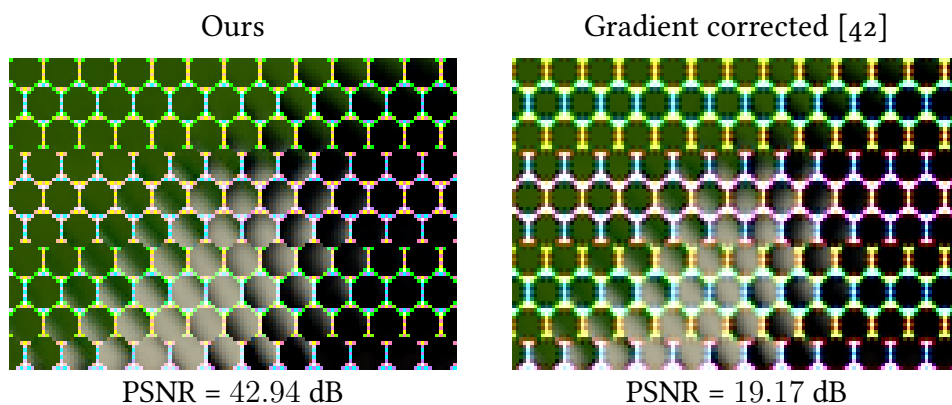 Ours
Gradient corrected [42]
PSNR = 42.94 dB
PSNR = 19.17 dB